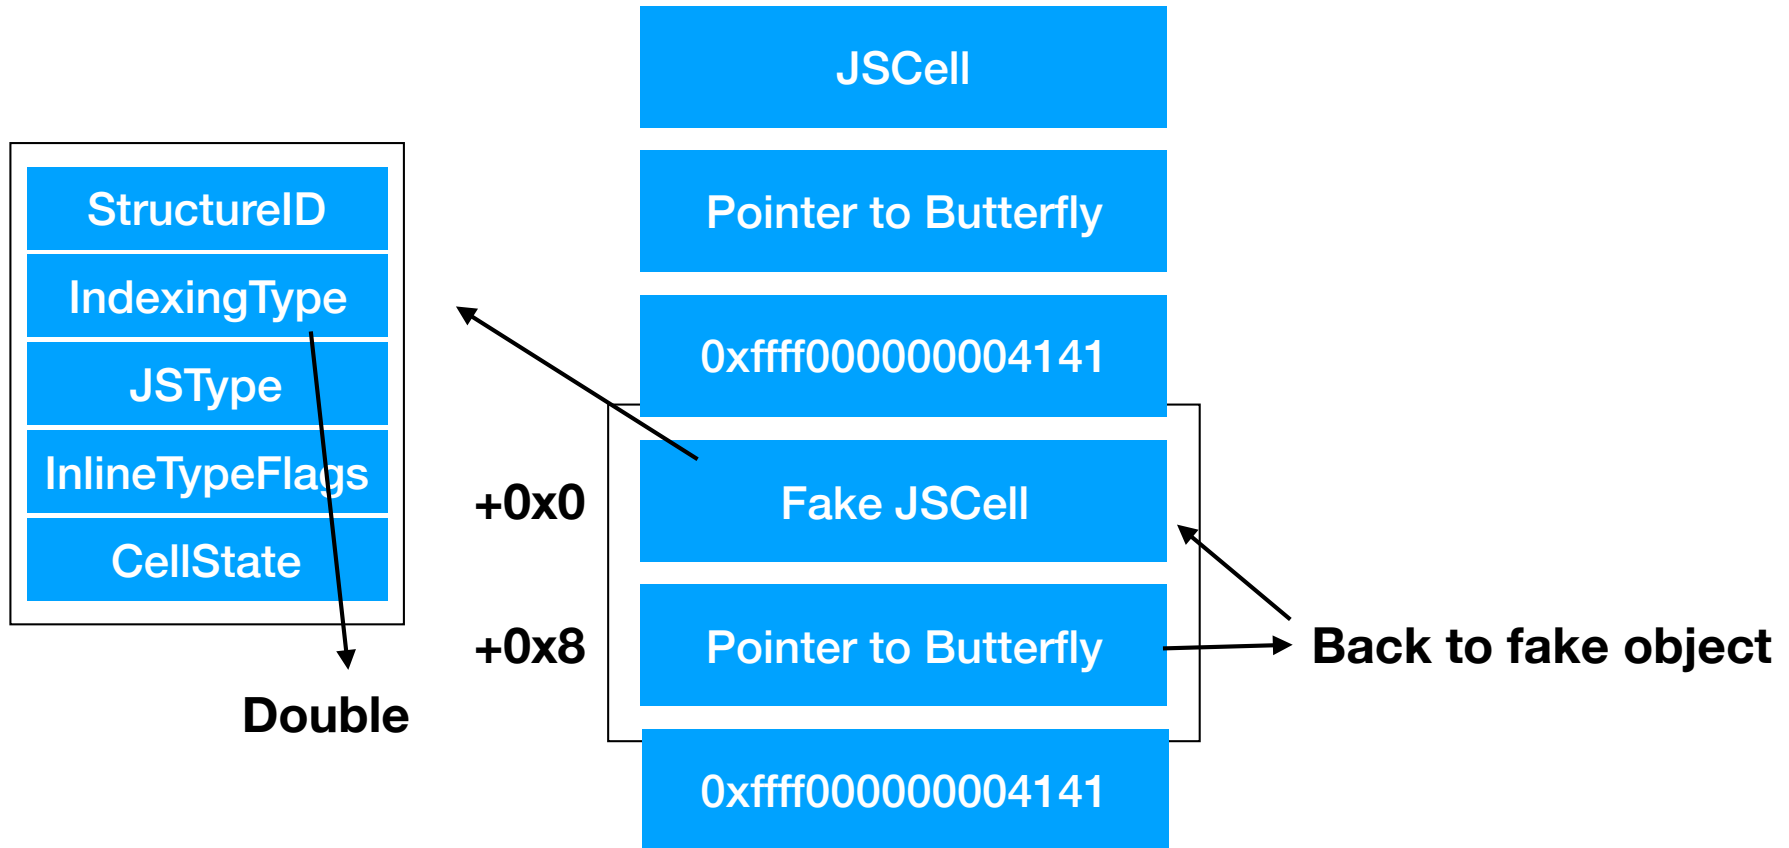 JSCell
Pointer to Butterfly
0xffff000000004141
StructureID
IndexingType
JSType
InlineTypeFlags
CellState
Double
+0x0
Fake JSCell
+0x8
Pointer to Butterfly
Back to fake object
0xffff000000004141